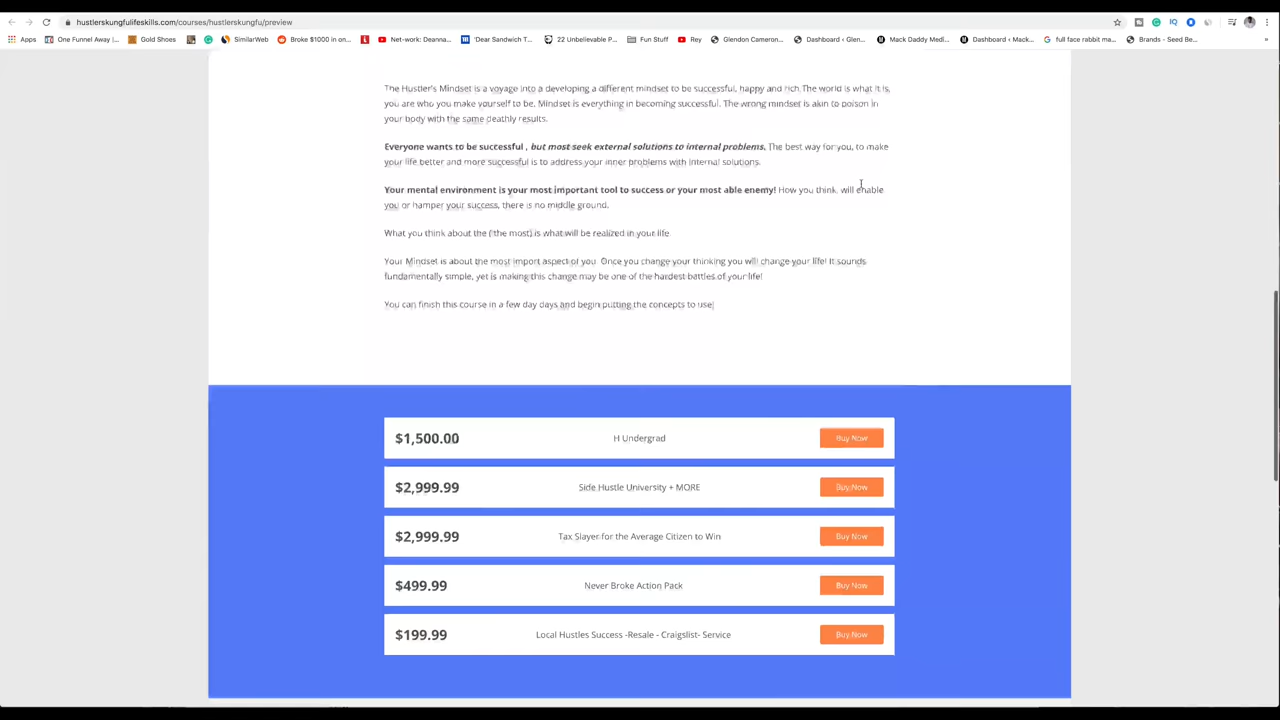 hustlerskungfulifeskills.com/courses/hustlerskungfu/preview
Apps One Funnel Away |... Gold Shoes SimilarWeb Broke $1000 in on... Net-work: Deanna... 'Dear Sandwich T... 22 Unbelievable P... Fun Stuff Rey Glendon Cameron... Dashboard ‹ Glen... Mack Daddy Medi... Dashboard ‹ Mack... full face rabbit ma... Brands - Seed Be... »
The Hustler's Mindset is a voyage into a developing a different mindset to be successful, happy and rich.The world is what it is,
you are who you make yourself to be. Mindset is everything in becoming successful. The wrong mindset is akin to poison in
your body with the same deathly results.
Everyone wants to be successful , but most seek external solutions to internal problems. The best way for you, to make
your life better and more successful is to address your inner problems with internal solutions.
Your mental environment is your most important tool to success or your most able enemy! How you think, will enable
you or hamper your success, there is no middle ground.
What you think about the ('the most) is what will be realized in your life.
Your Mindset is about the most import aspect of you. Once you change your thinking you will change your life! It sounds
fundamentally simple, yet is making this change may be one of the hardest battles of your life!
You can finish this course in a few day days and begin putting the concepts to use!
$1,500.00 H Undergrad Buy Now
$2,999.99 Side Hustle University + MORE Buy Now
$2,999.99 Tax Slayer for the Average Citizen to Win Buy Now
$499.99 Never Broke Action Pack Buy Now
$199.99 Local Hustles Success -Resale - Craigslist- Service Buy Now